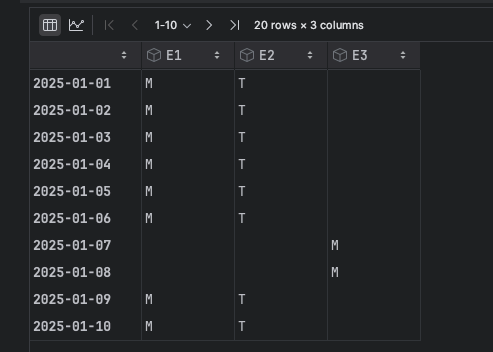 1-10 20 rows × 3 columns
E1 E2 E3
2025-01-01 M T
2025-01-02 M T
2025-01-03 M T
2025-01-04 M T
2025-01-05 M T
2025-01-06 M T
2025-01-07 M
2025-01-08 M
2025-01-09 M T
2025-01-10 M T